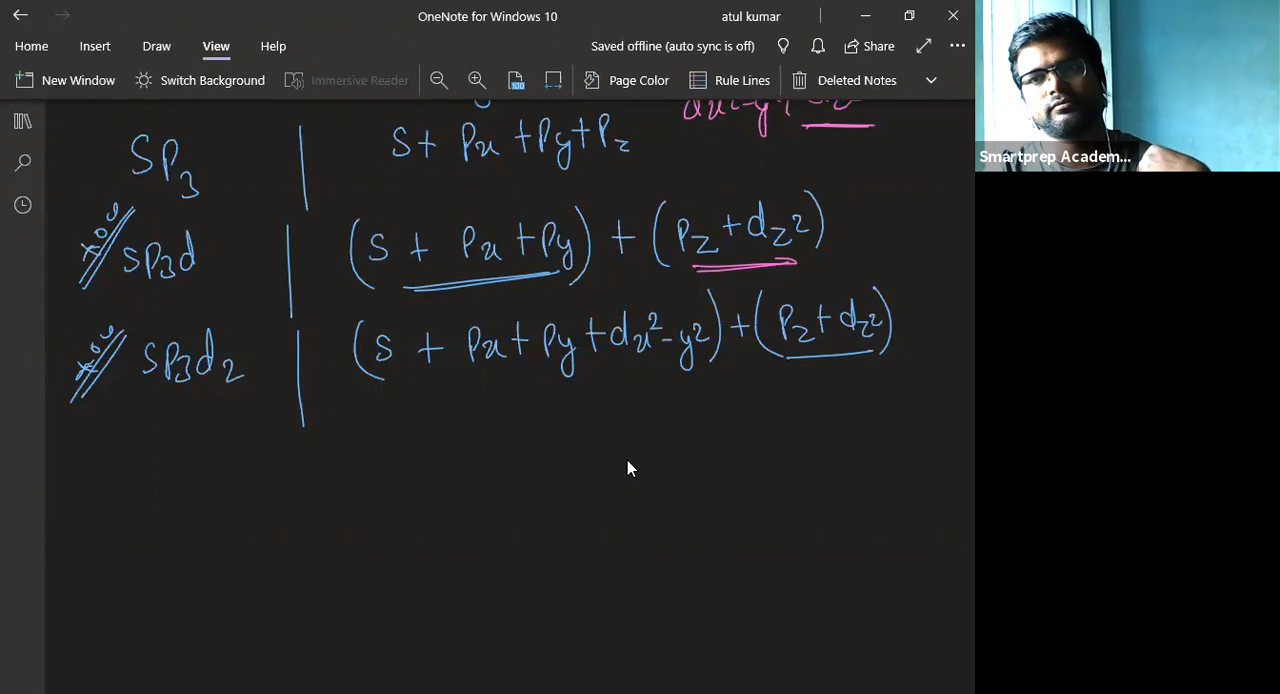 OneNote for Windows 10
atul kumar
Home Insert Draw View Help
Saved offline (auto sync is off) Share
New Window Switch Background Immersive Reader Page Color Rule Lines Deleted Notes
SP3 | S + Px + Py + Pz
SP3d | (S + Px + Py) + (Pz + dz2)
SP3d2 | (S + Px + Py + dx2-y2) + (Pz + dz2)
Smartprep Academ...